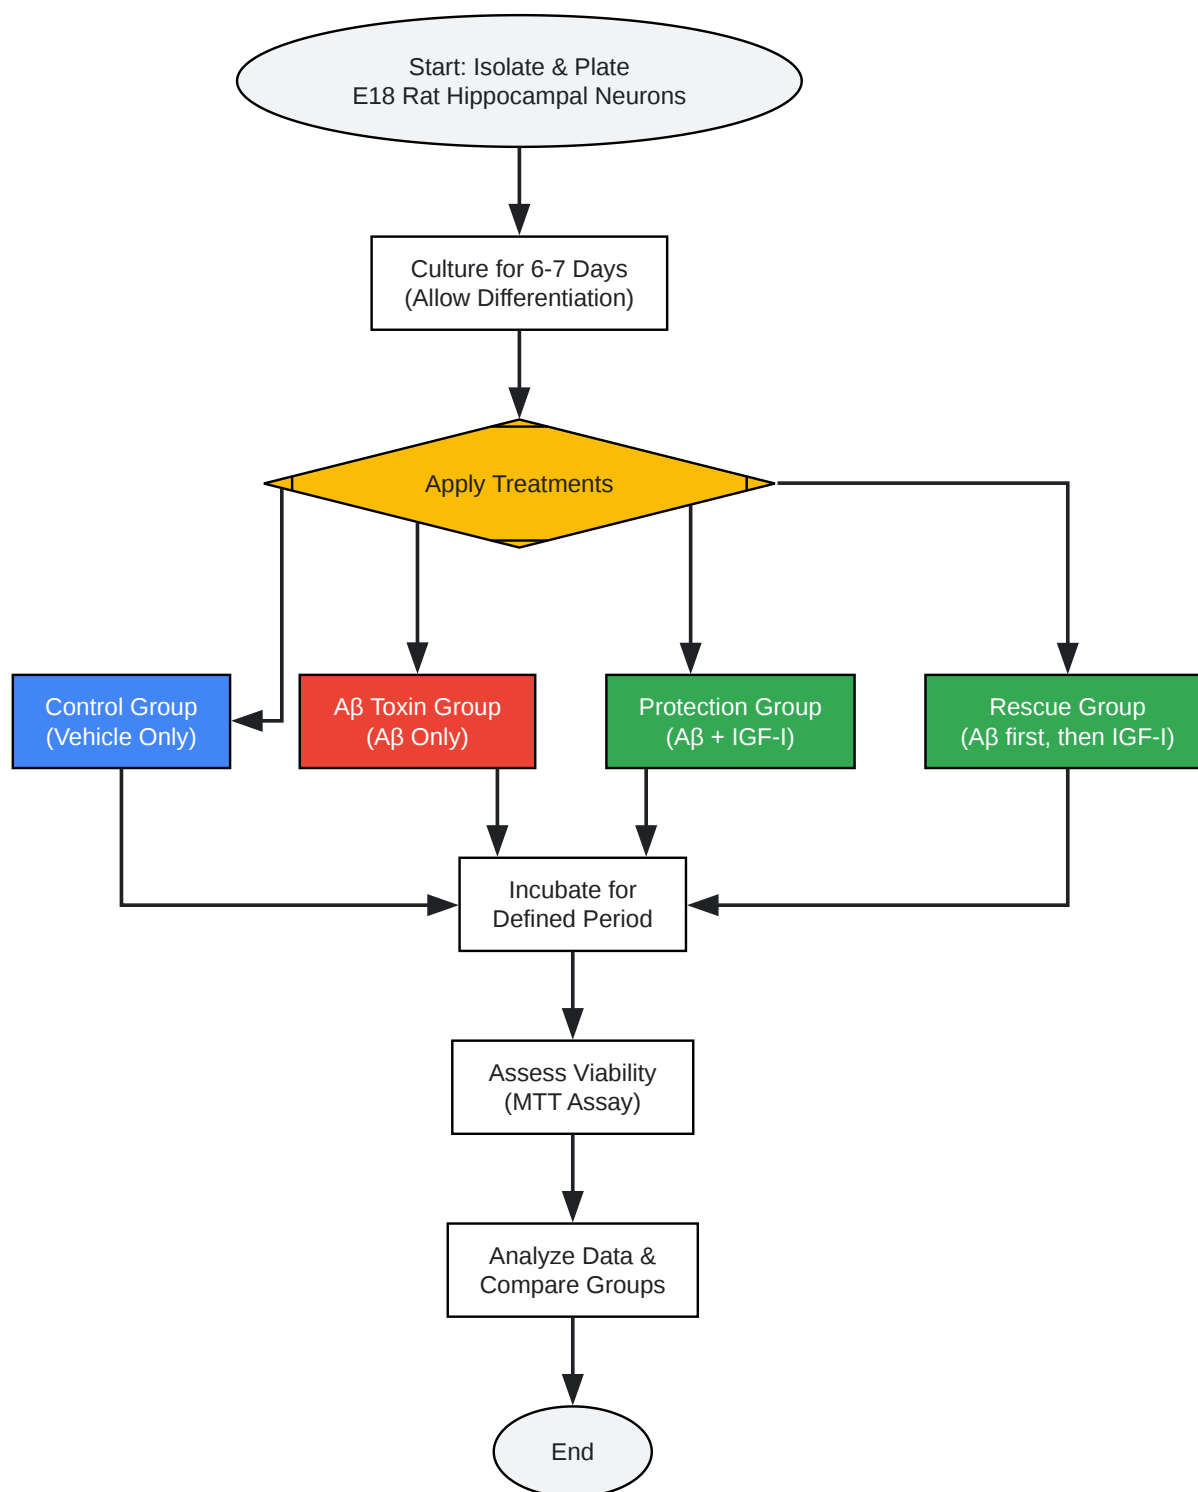 Start: Isolate & Plate
E18 Rat Hippocampal Neurons
Culture for 6-7 Days
(Allow Differentiation)
Apply Treatments
Control Group
(Vehicle Only)
Aβ Toxin Group
(Aβ Only)
Protection Group
(Aβ + IGF-I)
Rescue Group
(Aβ first, then IGF-I)
Incubate for
Defined Period
Assess Viability
(MTT Assay)
Analyze Data &
Compare Groups
End